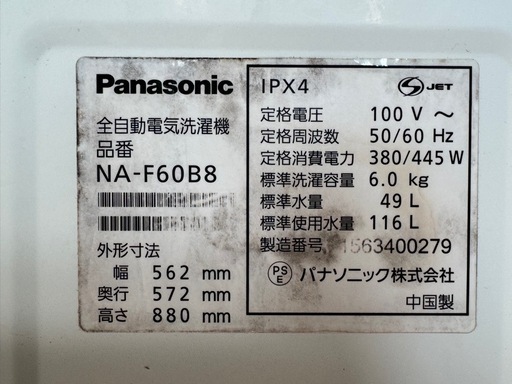 Panasonic
全自動電気洗濯機
品番
NA-F60B8
外形寸法
幅 562 mm
奥行 572 mm
高さ 880 mm
IPX4 S JET
定格電圧 100 V ～
定格周波数 50/60 Hz
定格消費電力 380/445 W
標準洗濯容量 6.0 kg
標準水量 49 L
標準使用水量 116 L
製造番号 1563400279
PS E パナソニック株式会社
中国製